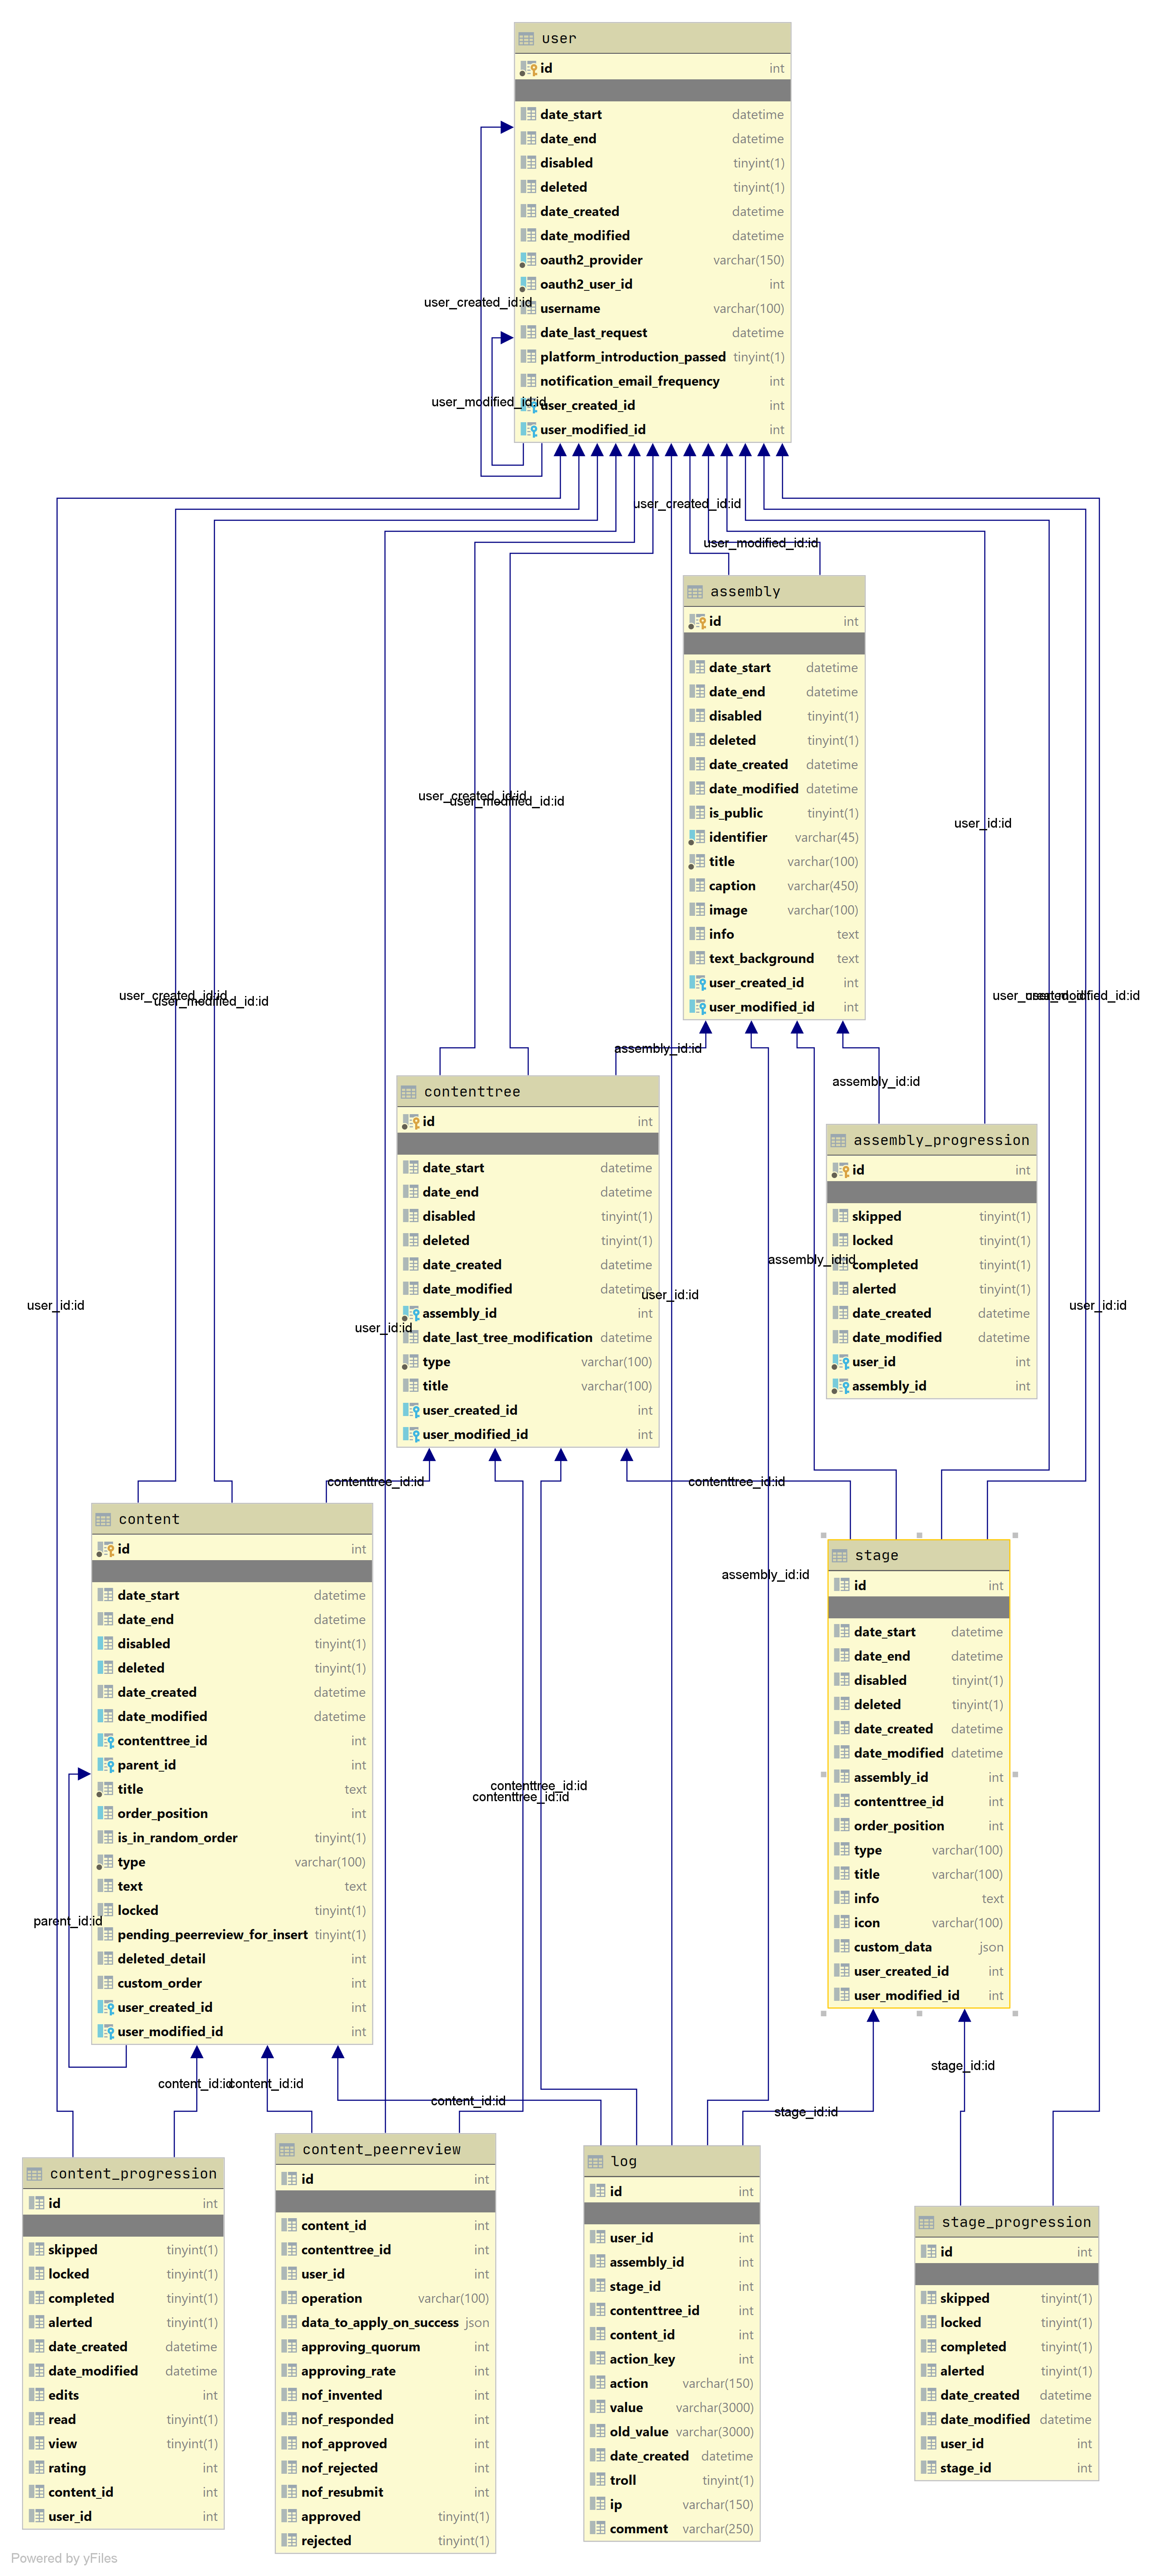 user
id int
date_start datetime
date_end datetime
disabled tinyint(1)
deleted tinyint(1)
date_created datetime
date_modified datetime
oauth2_provider varchar(150)
oauth2_user_id int
user_created_id:id
username varchar(100)
date_last_request datetime
platform_introduction_passed tinyint(1)
notification_email_frequency int
user_modified_id:id
user_created_id int
user_modified_id int
user_created_id:id
user_modified_id:id
assembly
id int
date_start datetime
date_end datetime
disabled tinyint(1)
deleted tinyint(1)
date_created datetime
date_modified datetime
is_public tinyint(1)
identifier varchar(45)
title varchar(100)
caption varchar(450)
image varchar(100)
info text
text_background text
user_created_id int
user_modified_id int
user_created_id:id
user_modified_id:id
user_id:id
user_created_id:id
user_modified_id:id
user_created_id:id
user_modified_id:id
assembly_id:id
assembly_id:id
contenttree
id int
date_start datetime
date_end datetime
disabled tinyint(1)
deleted tinyint(1)
date_created datetime
date_modified datetime
assembly_id int
date_last_tree_modification datetime
type varchar(100)
title varchar(100)
user_created_id int
user_modified_id int
assembly_progression
id int
skipped tinyint(1)
locked tinyint(1)
completed tinyint(1)
alerted tinyint(1)
date_created datetime
date_modified datetime
user_id int
assembly_id int
assembly_id:id
user_id:id
user_id:id
user_id:id
user_id:id
contenttree_id:id
contenttree_id:id
assembly_id:id
content
id int
date_start datetime
date_end datetime
disabled tinyint(1)
deleted tinyint(1)
date_created datetime
date_modified datetime
contenttree_id int
parent_id int
title text
order_position int
is_in_random_order tinyint(1)
type varchar(100)
text text
locked tinyint(1)
pending_peerreview_for_insert tinyint(1)
deleted_detail int
custom_order int
user_created_id int
user_modified_id int
parent_id:id
contenttree_id:id
contenttree_id:id
stage
id int
date_start datetime
date_end datetime
disabled tinyint(1)
deleted tinyint(1)
date_created datetime
date_modified datetime
assembly_id int
contenttree_id int
order_position int
type varchar(100)
title varchar(100)
info text
icon varchar(100)
custom_data json
user_created_id int
user_modified_id int
stage_id:id
content_id:id
content_id:id
content_id:id
stage_id:id
content_progression
id int
skipped tinyint(1)
locked tinyint(1)
completed tinyint(1)
alerted tinyint(1)
date_created datetime
date_modified datetime
edits int
read tinyint(1)
view tinyint(1)
rating int
content_id int
user_id int
content_peerreview
id int
content_id int
contenttree_id int
user_id int
operation varchar(100)
data_to_apply_on_success json
approving_quorum int
approving_rate int
nof_invented int
nof_responded int
nof_approved int
nof_rejected int
nof_resubmit int
approved tinyint(1)
rejected tinyint(1)
log
id int
user_id int
assembly_id int
stage_id int
contenttree_id int
content_id int
action_key int
action varchar(150)
value varchar(3000)
old_value varchar(3000)
date_created datetime
troll tinyint(1)
ip varchar(150)
comment varchar(250)
stage_progression
id int
skipped tinyint(1)
locked tinyint(1)
completed tinyint(1)
alerted tinyint(1)
date_created datetime
date_modified datetime
user_id int
stage_id int
Powered by yFiles